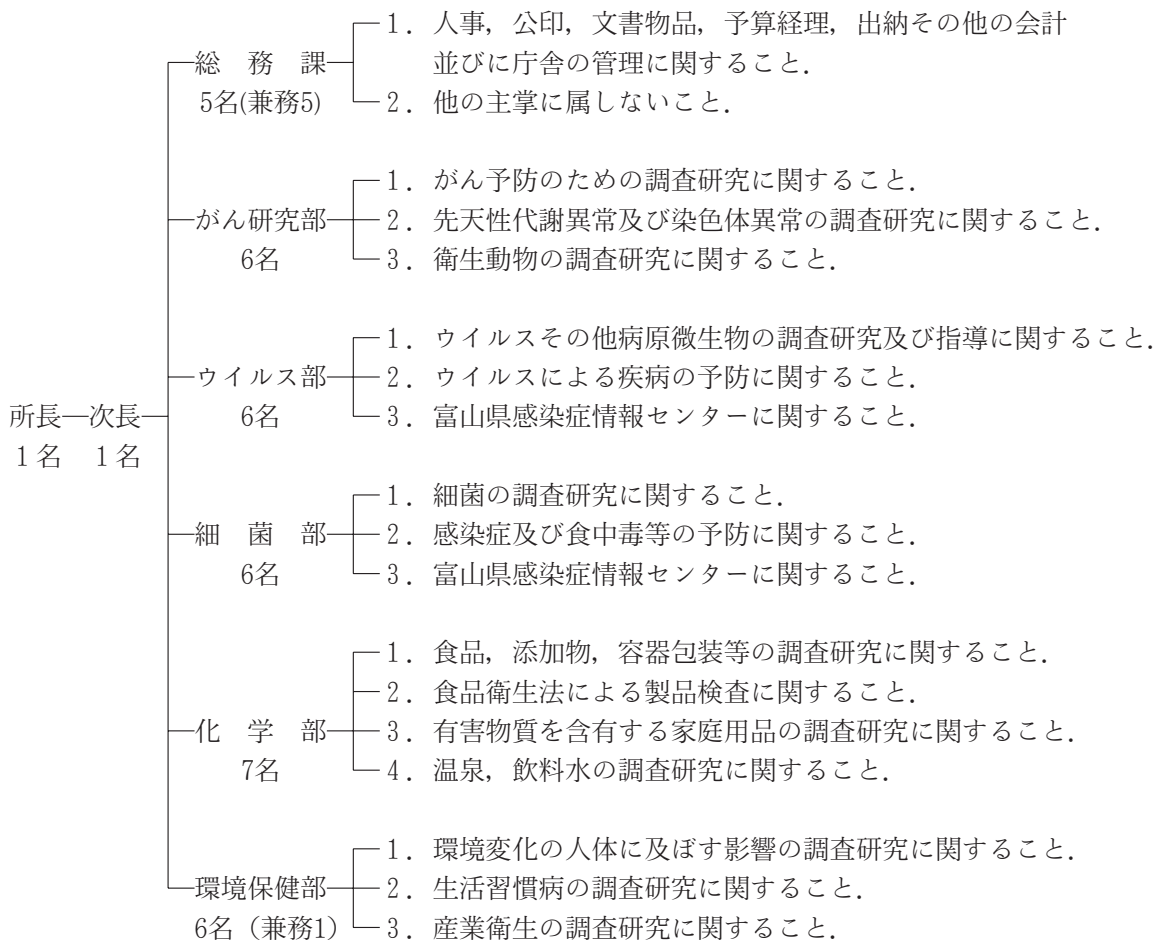 総　務　課
5名(兼務5)
1．人事，公印，文書物品，予算経理，出納その他の会計
並びに庁舎の管理に関すること．
2．他の主掌に属しないこと．
がん研究部
6名
1．がん予防のための調査研究に関すること．
2．先天性代謝異常及び染色体異常の調査研究に関すること．
3．衛生動物の調査研究に関すること．
所長 次長
1名 1名
ウイルス部
6名
1．ウイルスその他病原微生物の調査研究及び指導に関すること．
2．ウイルスによる疾病の予防に関すること．
3．富山県感染症情報センターに関すること．
細　菌　部
6名
1．細菌の調査研究に関すること．
2．感染症及び食中毒等の予防に関すること．
3．富山県感染症情報センターに関すること．
化　学　部
7名
1．食品，添加物，容器包装等の調査研究に関すること．
2．食品衛生法による製品検査に関すること．
3．有害物質を含有する家庭用品の調査研究に関すること．
4．温泉，飲料水の調査研究に関すること．
環境保健部
6名（兼務1）
1．環境変化の人体に及ぼす影響の調査研究に関すること．
2．生活習慣病の調査研究に関すること．
3．産業衛生の調査研究に関すること．